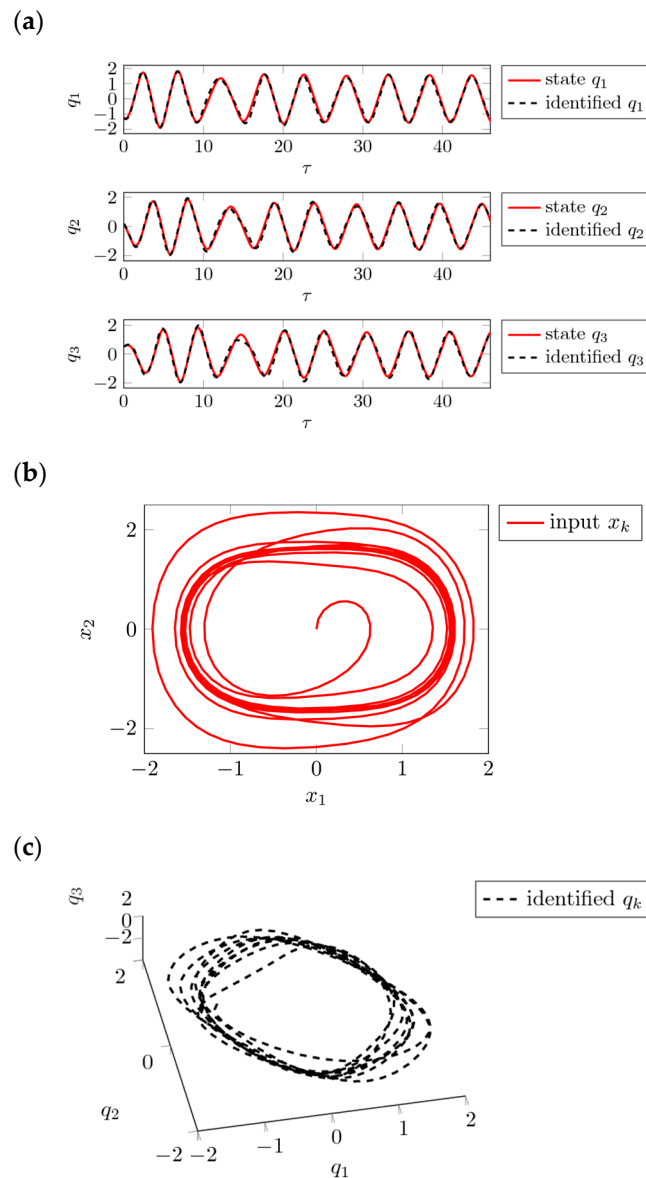 (a)
2
1
0
−1
−2
q1
0
10
20
30
40
τ
state q1
identified q1
2
0
−2
q2
0
10
20
30
40
τ
state q2
identified q2
2
0
−2
q3
0
10
20
30
40
τ
state q3
identified q3
(b)
2
0
−2
x2
−2
−1
0
1
2
x1
input xk
(c)
q3
2
0
−2
2
0
−2
q2
−2
−1
0
1
2
q1
identified qk